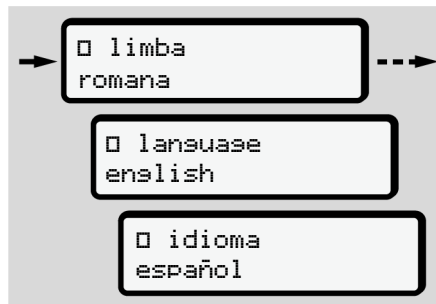 □ limba
romana
□ language
english
□ idioma
español